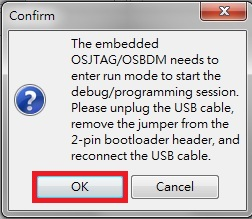 Confirm
The embedded
OSJTAG/OSBDM needs to
enter run mode to start the
debug/programming session.
Please unplug the USB cable,
remove the jumper from the
2-pin bootloader header, and
reconnect the USB cable.
OK
Cancel